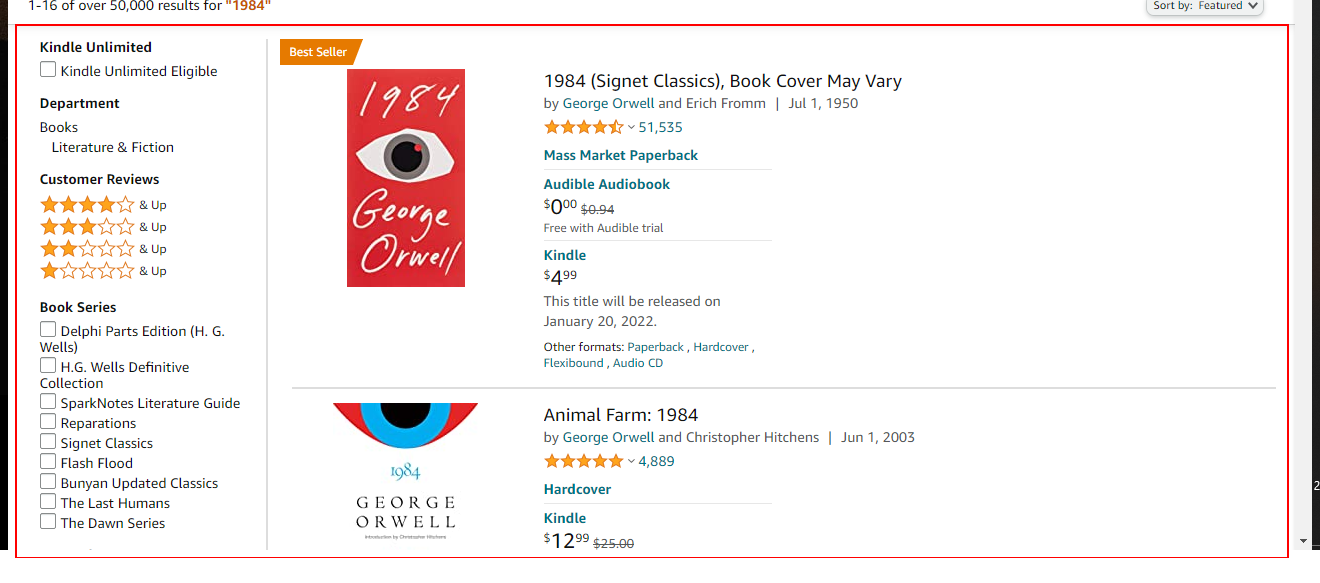 1-16 of over 50,000 results for "1984"
Sort by: Featured
Kindle Unlimited
Kindle Unlimited Eligible
Department
Books
Literature & Fiction
Customer Reviews
& Up
& Up
& Up
& Up
Book Series
Delphi Parts Edition (H. G.
Wells)
H.G. Wells Definitive
Collection
SparkNotes Literature Guide
Reparations
Signet Classics
Flash Flood
Bunyan Updated Classics
The Last Humans
The Dawn Series
Best Seller
1984
George
Orwell
1984 (Signet Classics), Book Cover May Vary
by George Orwell and Erich Fromm | Jul 1, 1950
51,535
Mass Market Paperback
Audible Audiobook
$0.00 $0.94
Free with Audible trial
Kindle
$4.99
This title will be released on
January 20, 2022.
Other formats: Paperback , Hardcover ,
Flexibound , Audio CD
1984
GEORGE
ORWELL
Introduction by Christopher Hitchens
Animal Farm: 1984
by George Orwell and Christopher Hitchens | Jun 1, 2003
4,889
Hardcover
Kindle
$12.99 $25.00
2